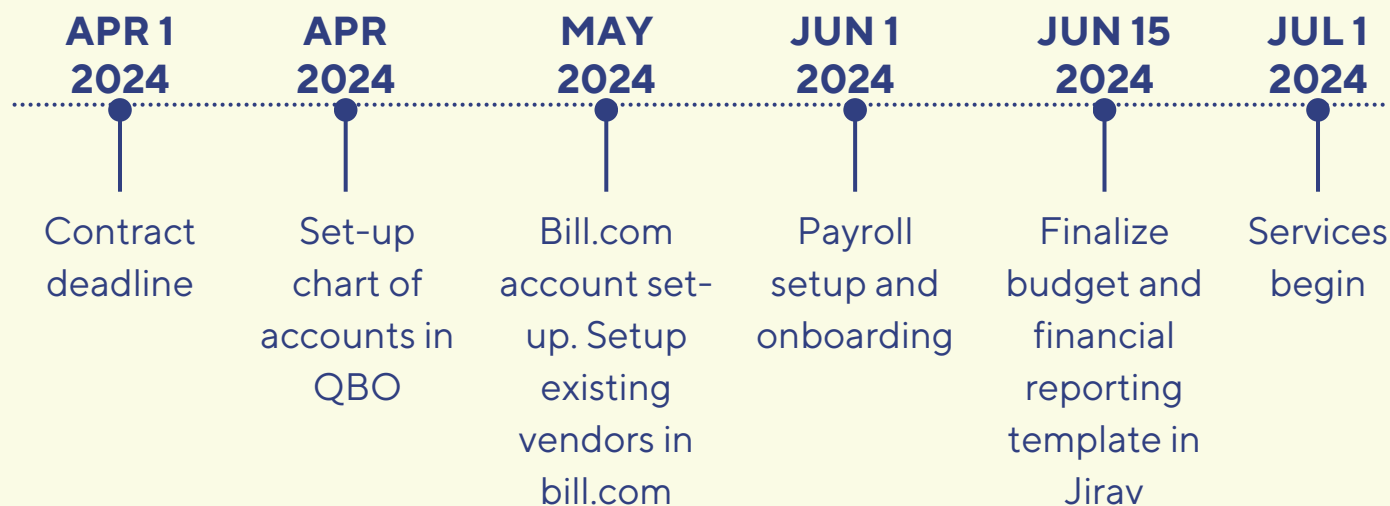 APR 1
2024
Contract
deadline
APR
2024
Set-up
chart of
accounts in
QBO
MAY
2024
Bill.com
account set-
up. Setup
existing
vendors in
bill.com
JUN 1
2024
Payroll
setup and
onboarding
JUN 15
2024
Finalize
budget and
financial
reporting
template in
Jirav
JUL 1
2024
Services
begin